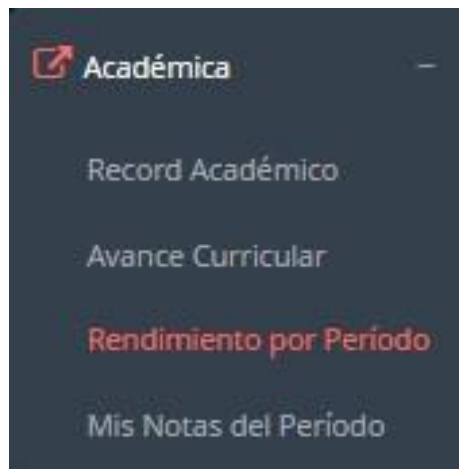 Académica
Record Académico
Avance Curricular
Rendimiento por Período
Mis Notas del Período